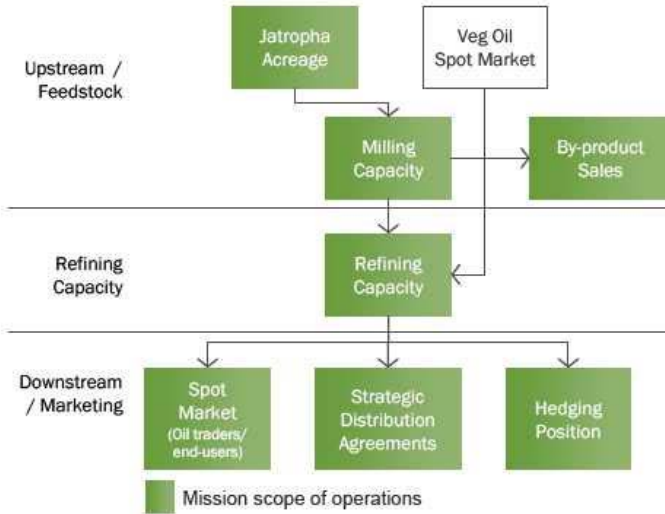 Upstream /
Feedstock
Jatropha
Acreage
Veg Oil
Spot Market
Milling
Capacity
By-product
Sales
Refining
Capacity
Refining
Capacity
Downstream
/ Marketing
Spot
Market
(Oil traders/
end-users)
Strategic
Distribution
Agreements
Hedging
Position
Mission scope of operations